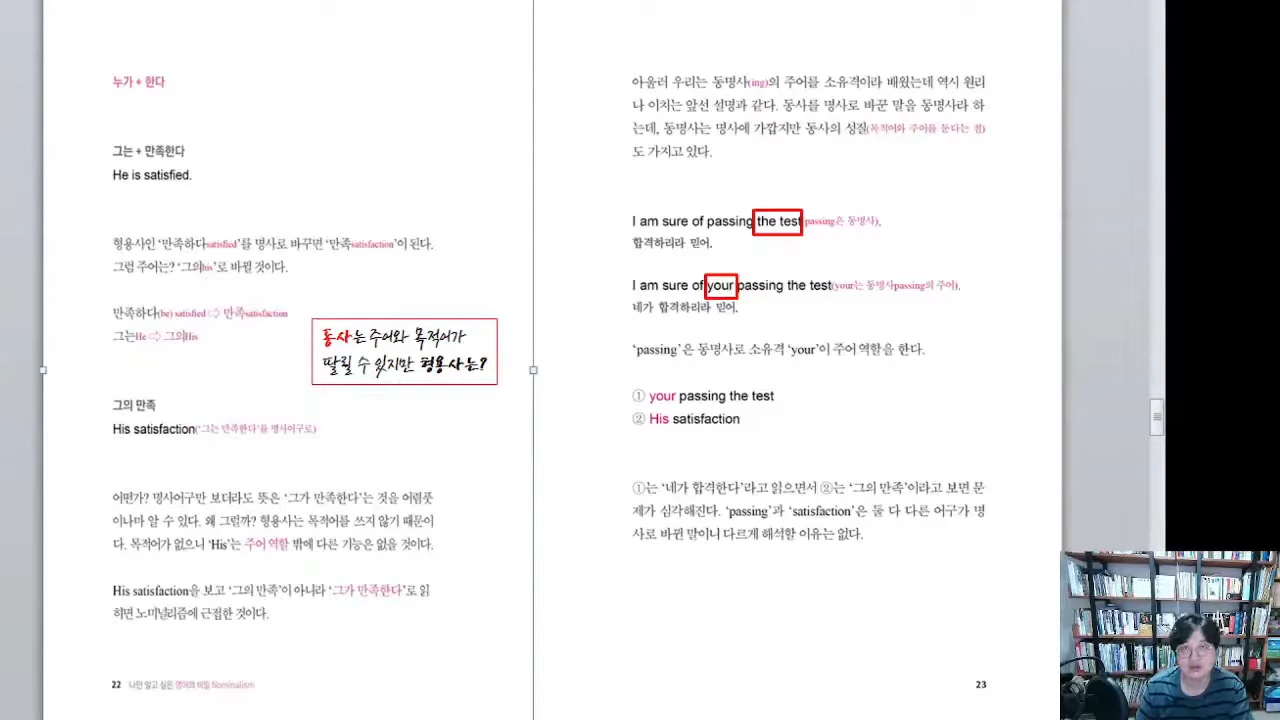 누가 + 한다
그는 + 만족한다
He is satisfied.
형용사인 ‘만족하다satisfied’를 명사로 바꾸면 ‘만족satisfaction’이 된다.
그럼 주어는? ‘그의his’로 바뀔 것이다.
만족하다(be) satisfied ⇨ 만족satisfaction
그는He ⇨ 그의His
동사는 주어와 목적어가
딸릴 수 있지만 형용사는?
그의 만족
His satisfaction(‘그는 만족한다’를 명사어구로)
어떤가? 명사어구만 보더라도 뜻은 ‘그가 만족한다’는 것을 어렴풋
이나마 알 수 있다. 왜 그럴까? 형용사는 목적어를 쓰지 않기 때문이
다. 목적어가 없으니 ‘His’는 주어 역할 밖에 다른 기능은 없을 것이다.
His satisfaction을 보고 ‘그의 만족’이 아니라 ‘그가 만족한다’로 읽
히면 노미널리즘에 근접한 것이다.
22 나만 알고 싶은 영어의 비밀 Nominalism
아울러 우리는 동명사(ing)의 주어를 소유격이라 배웠는데 역시 원리
나 이치는 앞선 설명과 같다. 동사를 명사로 바꾼 말을 동명사라 하
는데, 동명사는 명사에 가깝지만 동사의 성질(목적어와 주어를 둔다는 점)
도 가지고 있다.
I am sure of passing the test(passing은 동명사).
합격하리라 믿어.
I am sure of your passing the test(your는 동명사passing의 주어).
네가 합격하리라 믿어.
‘passing’은 동명사로 소유격 ‘your’이 주어 역할을 한다.
① your passing the test
② His satisfaction
①는 ‘네가 합격한다’라고 읽으면서 ②는 ‘그의 만족’이라고 보면 문
제가 심각해진다. ‘passing’과 ‘satisfaction’은 둘 다 다른 어구가 명
사로 바뀐 말이니 다르게 해석할 이유는 없다.
23